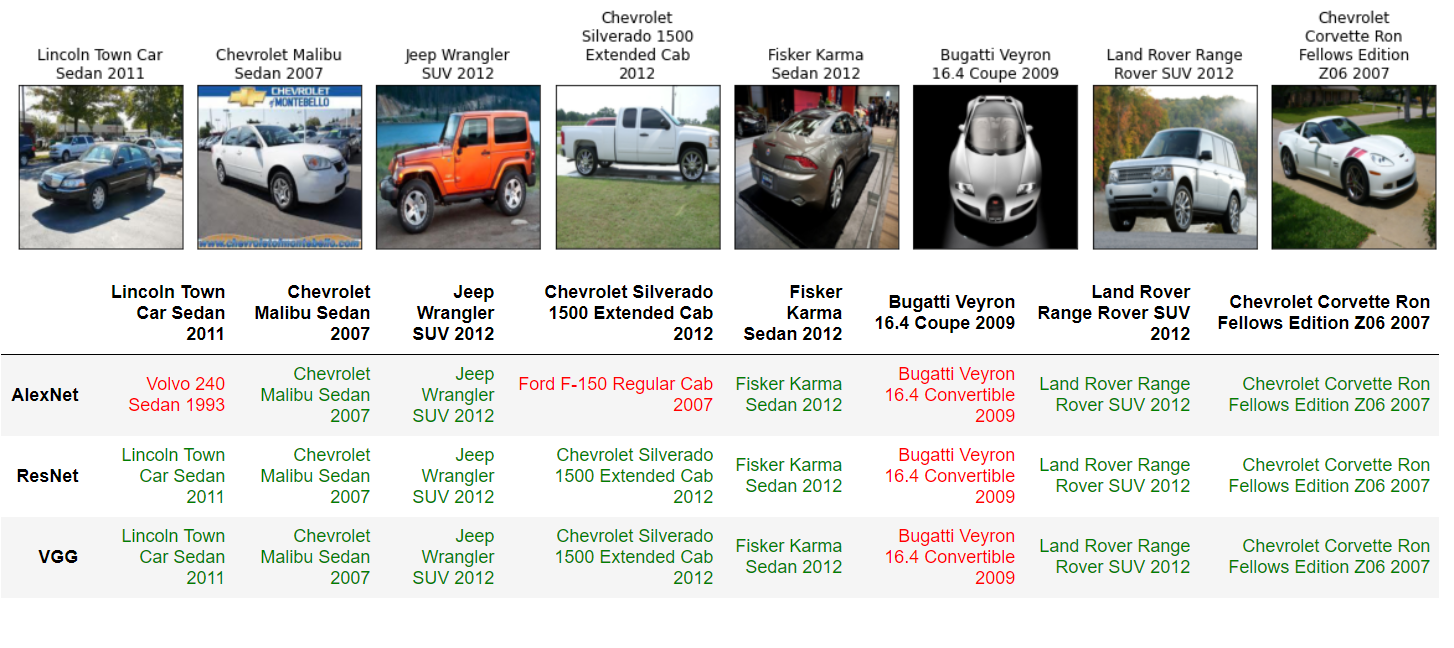 Lincoln Town Car
Sedan 2011
Chevrolet Malibu
Sedan 2007
Jeep Wrangler
SUV 2012
Chevrolet
Silverado 1500
Extended Cab
2012
Fisker Karma
Sedan 2012
Bugatti Veyron
16.4 Coupe 2009
Land Rover Range
Rover SUV 2012
Chevrolet
Corvette Ron
Fellows Edition
Z06 2007
CHEVROLET
of MONTEBELLO
www.chevroletofmontebello.com
Lincoln Town
Car Sedan
2011
Chevrolet
Malibu Sedan
2007
Jeep
Wrangler
SUV 2012
Chevrolet Silverado
1500 Extended Cab
2012
Fisker
Karma
Sedan 2012
Bugatti Veyron
16.4 Coupe 2009
Land Rover
Range Rover SUV
2012
Chevrolet Corvette Ron
Fellows Edition Z06 2007
AlexNet
Volvo 240
Sedan 1993
Chevrolet
Malibu Sedan
2007
Jeep
Wrangler
SUV 2012
Ford F-150 Regular Cab
2007
Fisker Karma
Sedan 2012
Bugatti Veyron
16.4 Convertible
2009
Land Rover Range
Rover SUV 2012
Chevrolet Corvette Ron
Fellows Edition Z06 2007
ResNet
Lincoln Town
Car Sedan
2011
Chevrolet
Malibu Sedan
2007
Jeep
Wrangler
SUV 2012
Chevrolet Silverado
1500 Extended Cab
2012
Fisker Karma
Sedan 2012
Bugatti Veyron
16.4 Convertible
2009
Land Rover Range
Rover SUV 2012
Chevrolet Corvette Ron
Fellows Edition Z06 2007
VGG
Lincoln Town
Car Sedan
2011
Chevrolet
Malibu Sedan
2007
Jeep
Wrangler
SUV 2012
Chevrolet Silverado
1500 Extended Cab
2012
Fisker Karma
Sedan 2012
Bugatti Veyron
16.4 Convertible
2009
Land Rover Range
Rover SUV 2012
Chevrolet Corvette Ron
Fellows Edition Z06 2007